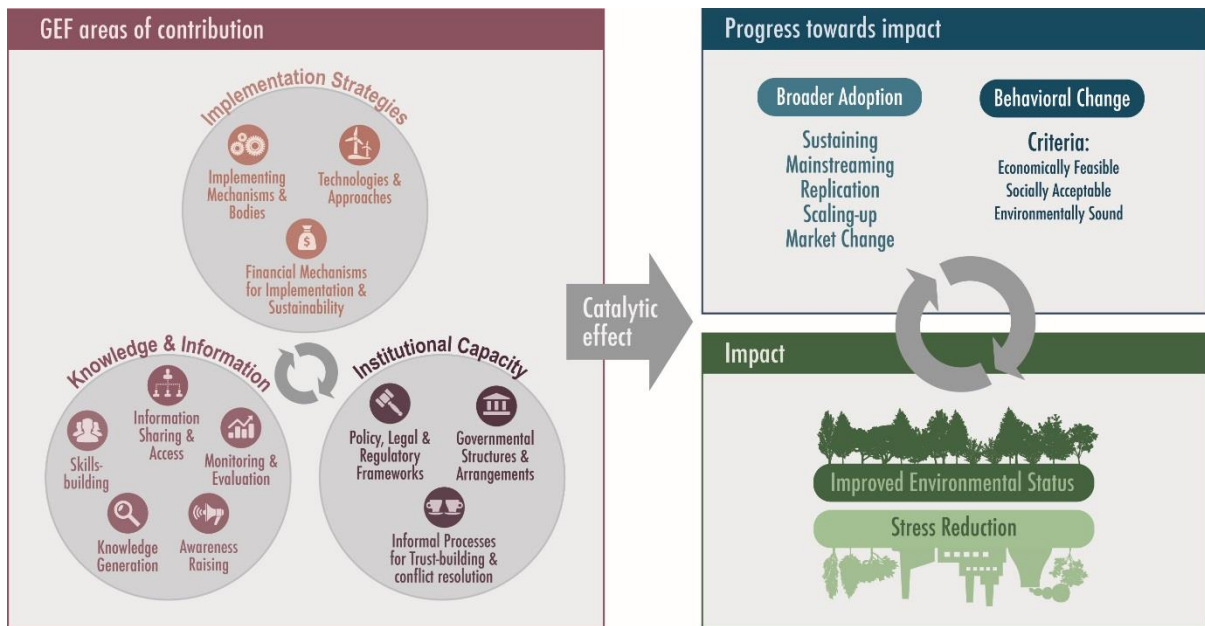 GEF areas of contribution
Implementation Strategies
Implementing
Mechanisms &
Bodies
Technologies &
Approaches
Financial Mechanisms
for Implementation &
Sustainability
Knowledge & Information
Information
Sharing &
Access
Skills-
building
Monitoring &
Evaluation
Knowledge
Generation
Awareness
Raising
Institutional Capacity
Policy, Legal &
Regulatory
Frameworks
Governmental
Structures &
Arrangements
Informal Processes
for Trust-building &
conflict resolution
Catalytic
effect
Progress towards impact
Broader Adoption
Sustaining
Mainstreaming
Replication
Scaling-up
Market Change
Behavioral Change
Criteria:
Economically Feasible
Socially Acceptable
Environmentally Sound
Impact
Improved Environmental Status
Stress Reduction